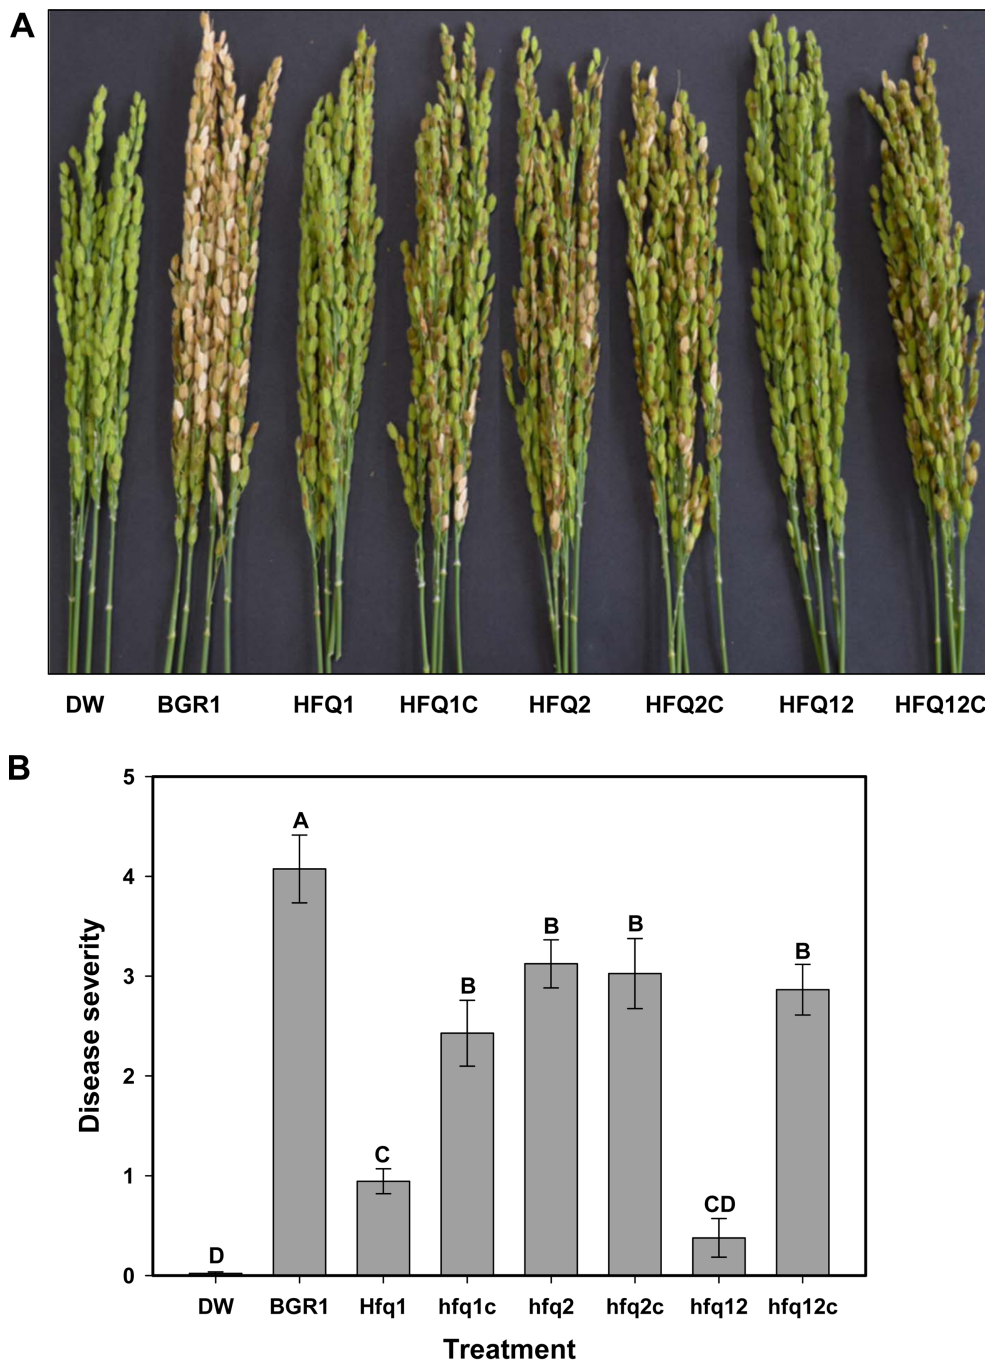 A
DW BGR1 HFQ1 HFQ1C HFQ2 HFQ2C HFQ12 HFQ12C
B
5
4
3
2
1
0
Disease severity
D A C B B B CD B
DW BGR1 Hfq1 hfq1c hfq2 hfq2c hfq12 hfq12c
Treatment